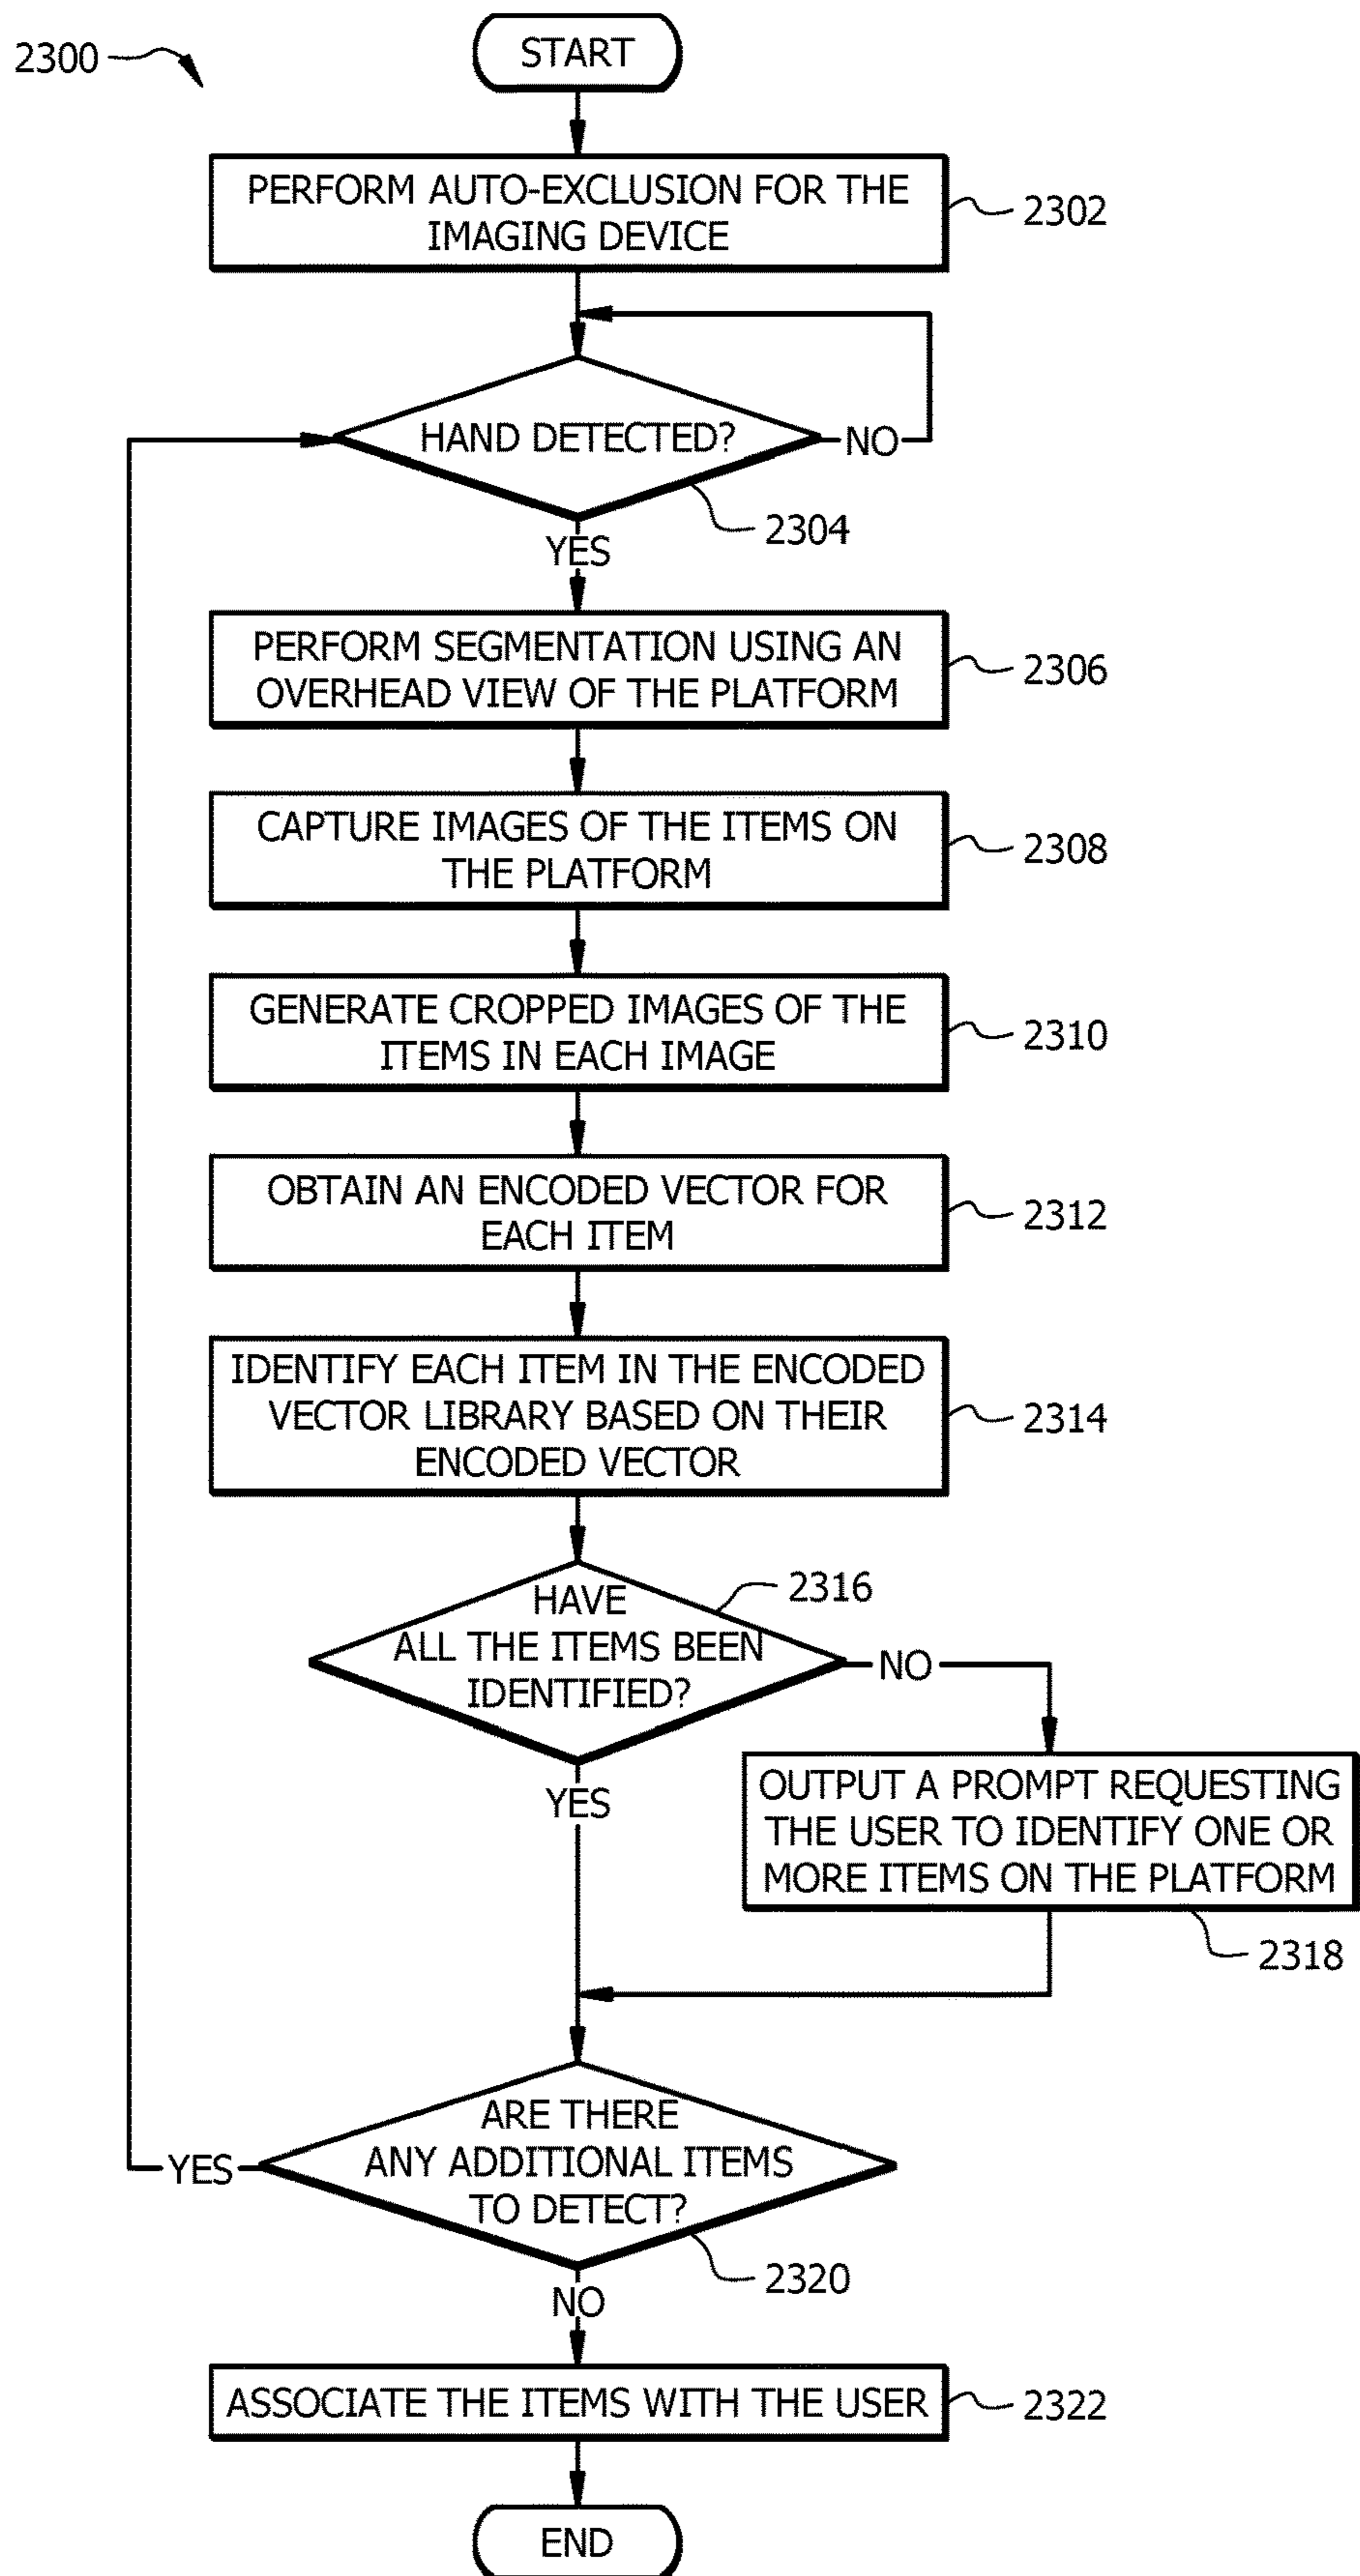 2300
START
PERFORM AUTO-EXCLUSION FOR THE
IMAGING DEVICE
2302
HAND DETECTED?
NO
2304
YES
PERFORM SEGMENTATION USING AN
OVERHEAD VIEW OF THE PLATFORM
2306
CAPTURE IMAGES OF THE ITEMS ON
THE PLATFORM
2308
GENERATE CROPPED IMAGES OF THE
ITEMS IN EACH IMAGE
2310
OBTAIN AN ENCODED VECTOR FOR
EACH ITEM
2312
IDENTIFY EACH ITEM IN THE ENCODED
VECTOR LIBRARY BASED ON THEIR
ENCODED VECTOR
2314
HAVE
ALL THE ITEMS BEEN
IDENTIFIED?
2316
NO
YES
OUTPUT A PROMPT REQUESTING
THE USER TO IDENTIFY ONE OR
MORE ITEMS ON THE PLATFORM
2318
ARE THERE
ANY ADDITIONAL ITEMS
TO DETECT?
YES
2320
NO
ASSOCIATE THE ITEMS WITH THE USER
2322
END